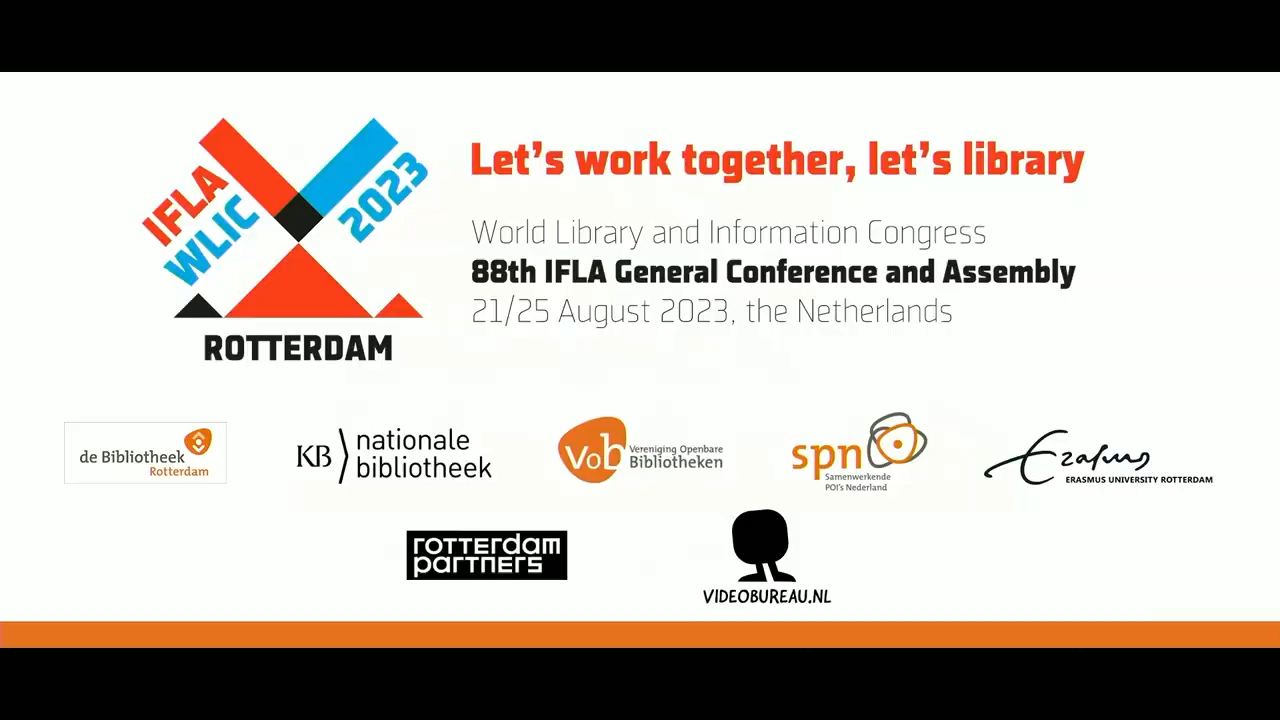 IFLA
WLIC
2023
ROTTERDAM
Let's work together, let's library
World Library and Information Congress
88th IFLA General Conference and Assembly
21/25 August 2023, the Netherlands
de Bibliotheek
Rotterdam
KB nationale
bibliotheek
VOB Vereniging Openbare
Bibliotheken
spn
Samenwerkende
POI's Nederland
Erasmus
ERASMUS UNIVERSITY ROTTERDAM
rotterdam
partners
VIDEOBUREAU.NL